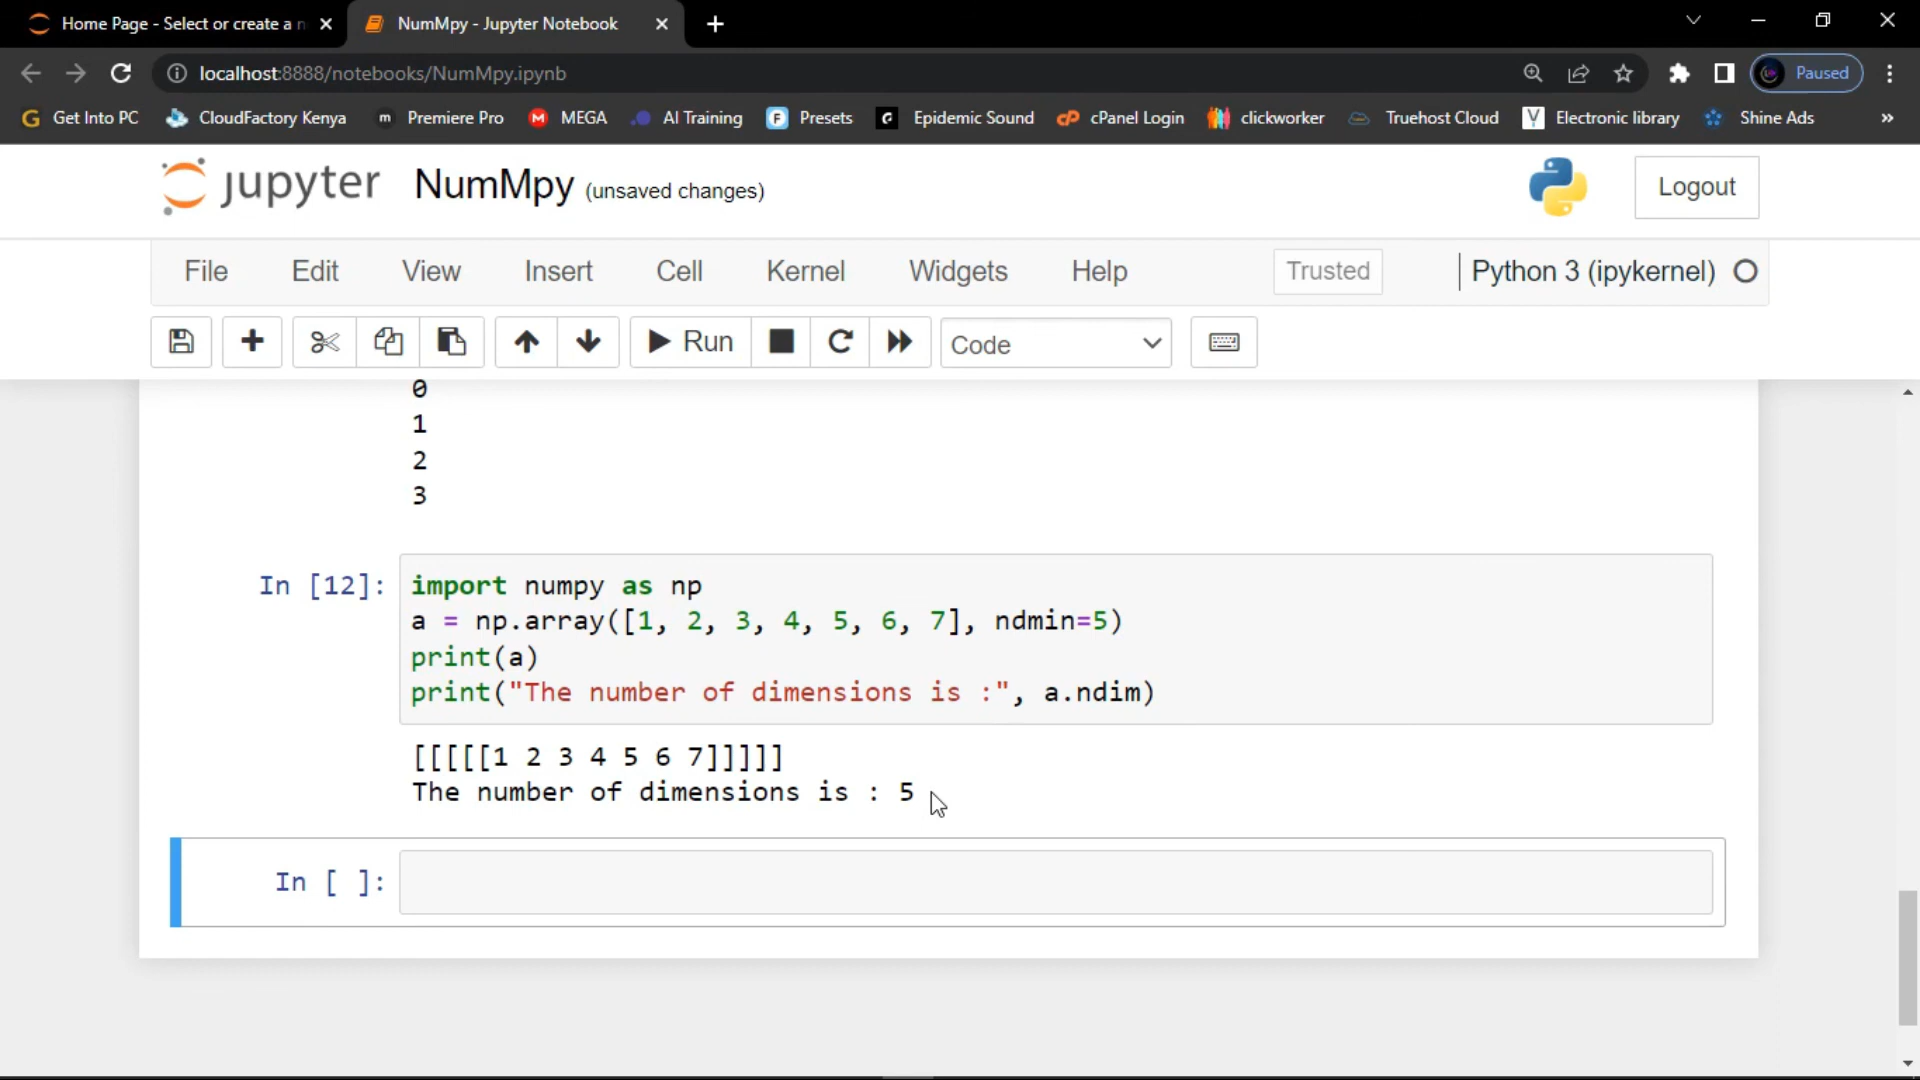 Home Page - Select or create a n
NumMpy - Jupyter Notebook
localhost:8888/notebooks/NumMpy.ipynb
Paused
Get Into PC
CloudFactory Kenya
m Premiere Pro
M MEGA
AI Training
F Presets
Epidemic Sound
cP cPanel Login
clickworker
Truehost Cloud
V Electronic library
Shine Ads
»
jupyter NumMpy (unsaved changes)
Logout
File Edit View Insert Cell Kernel Widgets Help
Trusted
Python 3 (ipykernel)
Run
Code
0
1
2
3
In [12]:
import numpy as np
a = np.array([1, 2, 3, 4, 5, 6, 7], ndmin=5)
print(a)
print("The number of dimensions is :", a.ndim)
[[[[[1 2 3 4 5 6 7]]]]]
The number of dimensions is : 5
In [ ]: